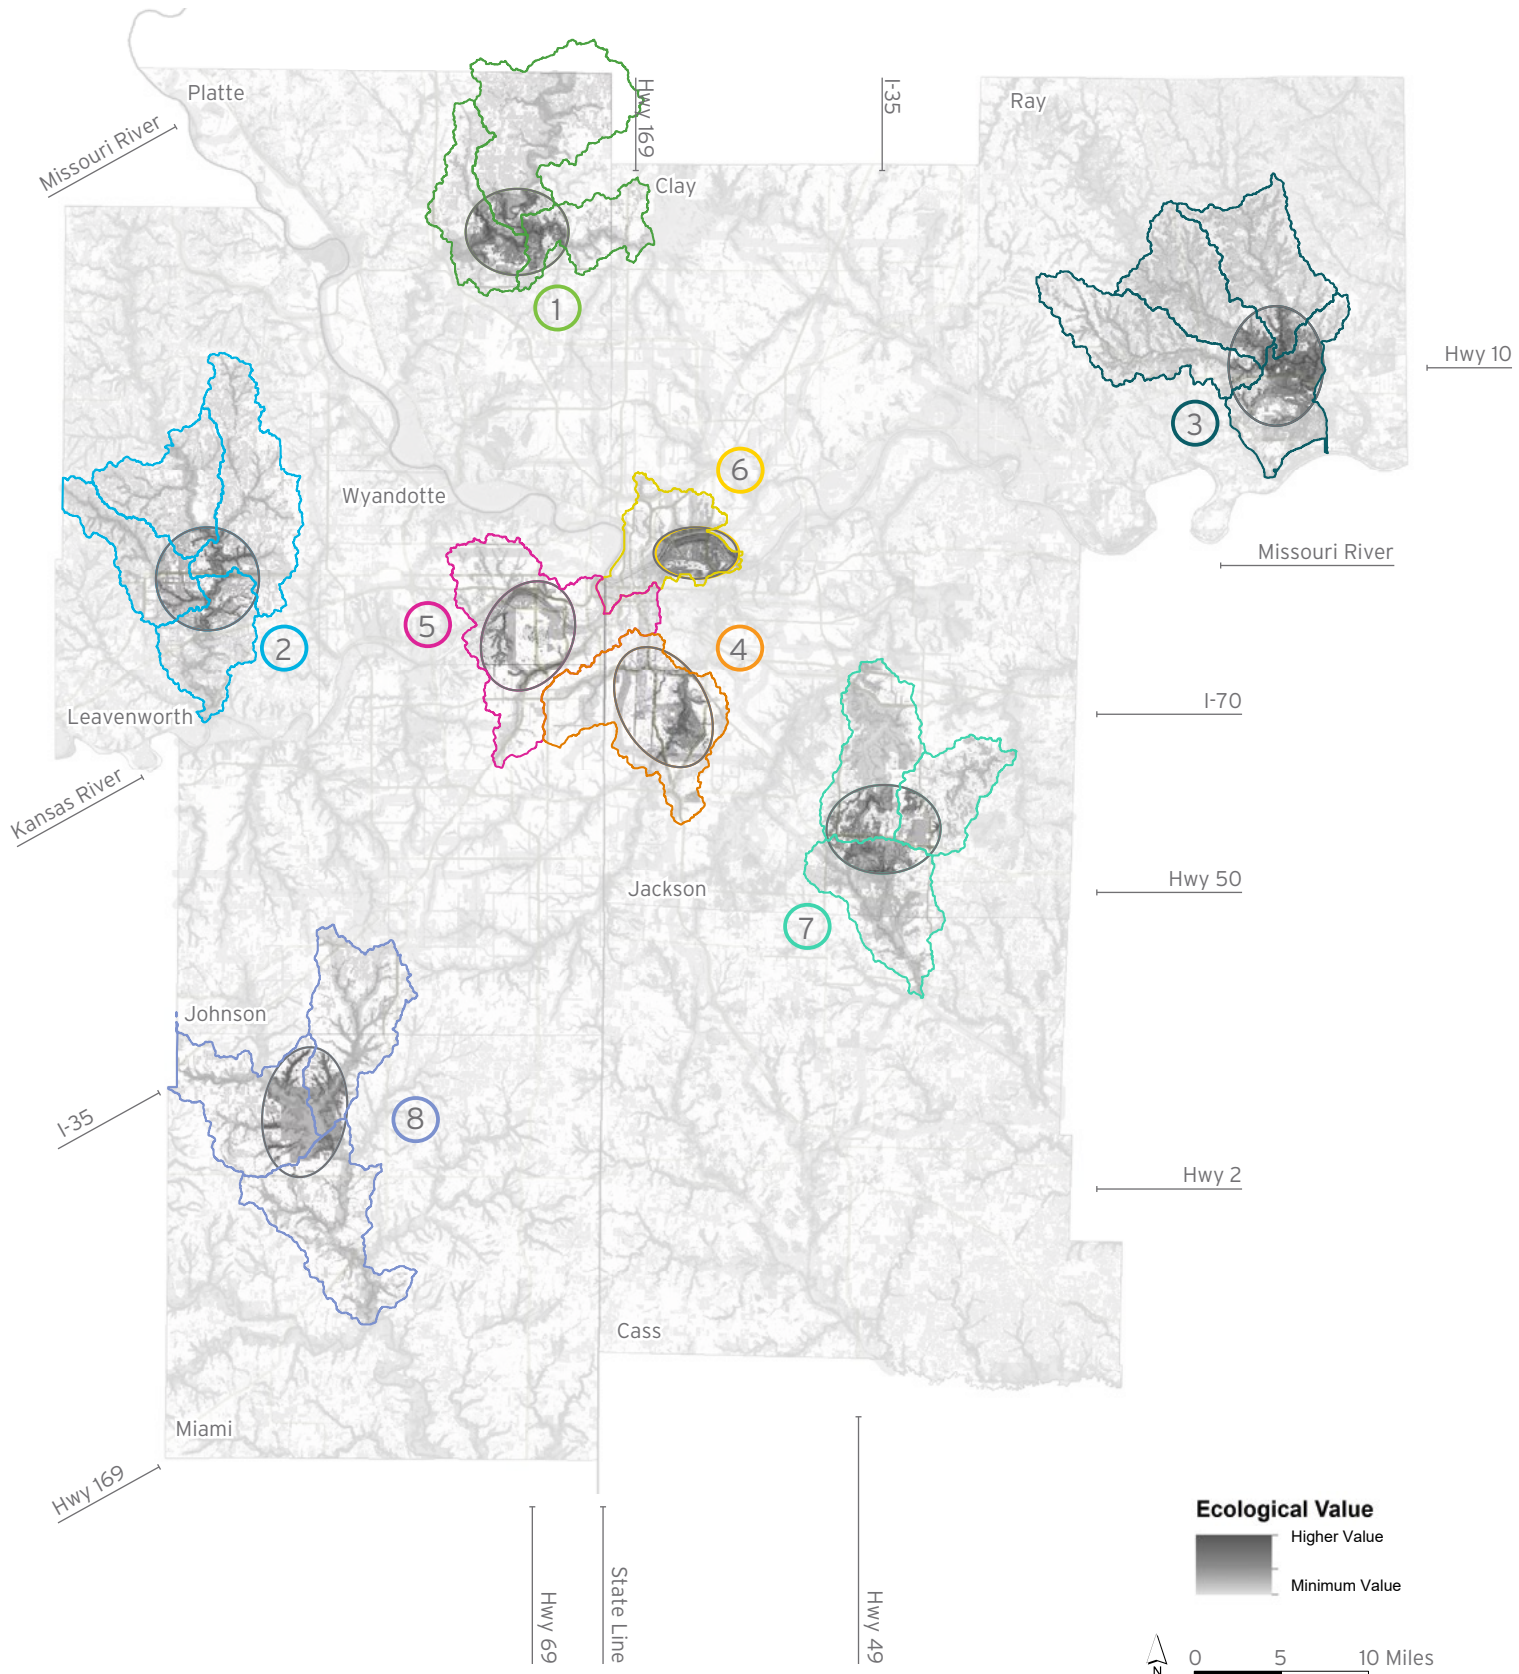 Platte
Missouri River
Hwy 169
I-35
Ray
Clay
1
Hwy 10
3
6
Wyandotte
Missouri River
5
4
2
Leavenworth
I-70
Kansas River
Jackson
Hwy 50
7
Johnson
I-35
8
Hwy 2
Cass
Miami
Hwy 169
Hwy 69
State Line
Hwy 49
Ecological Value
Higher Value
Minimum Value
N
0 5 10 Miles